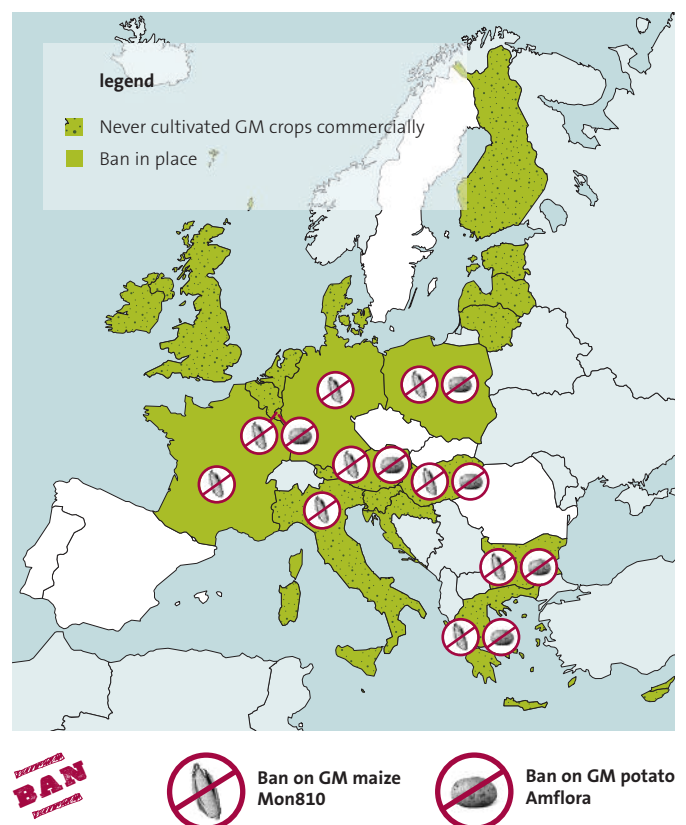 legend
Never cultivated GM crops commercially
Ban in place
BAN
Ban on GM maize
Mon810
Ban on GM potato
Amflora